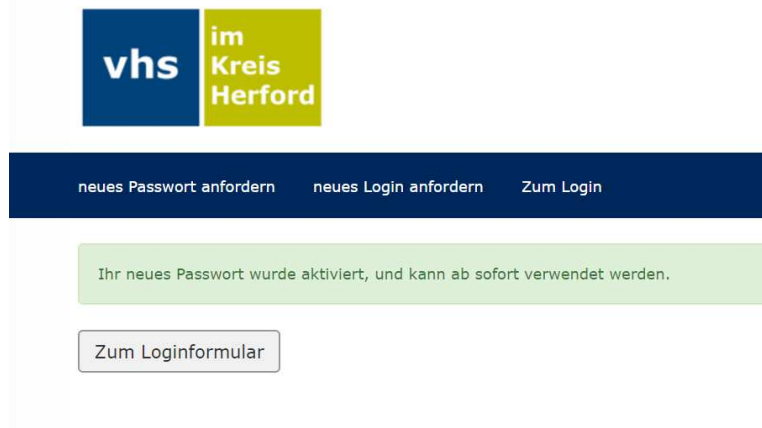 vhs
im
Kreis
Herford
neues Passwort anfordern neues Login anfordern Zum Login
Ihr neues Passwort wurde aktiviert, und kann ab sofort verwendet werden.
Zum Loginformular